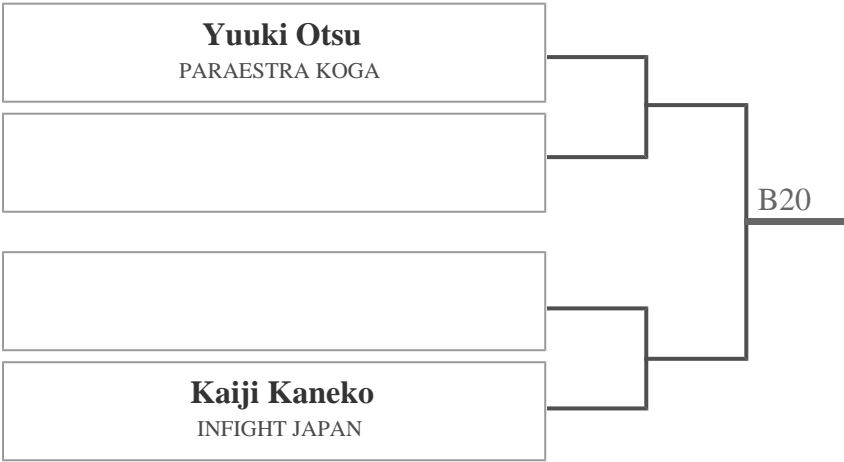 Yuuki Otsu
PARAESTRA KOGA
B20
Kaiji Kaneko
INFIGHT JAPAN